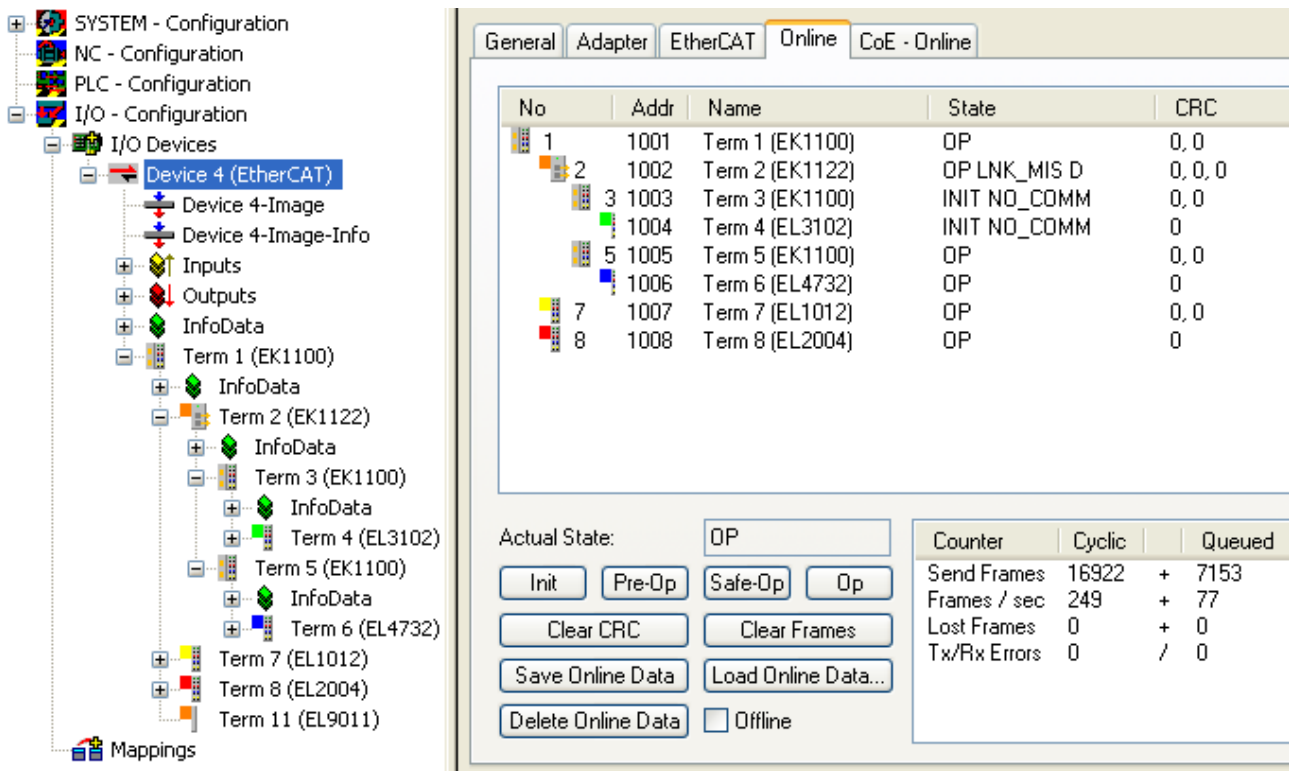 SYSTEM - Configuration
NC - Configuration
PLC - Configuration
I/O - Configuration
I/O Devices
Device 4 (EtherCAT)
Device 4-Image
Device 4-Image-Info
Inputs
Outputs
InfoData
Term 1 (EK1100)
InfoData
Term 2 (EK1122)
InfoData
Term 3 (EK1100)
InfoData
Term 4 (EL3102)
Term 5 (EK1100)
InfoData
Term 6 (EL4732)
Term 7 (EL1012)
Term 8 (EL2004)
Term 11 (EL9011)
Mappings
General Adapter EtherCAT Online CoE - Online
No Addr Name State CRC
1 1001 Term 1 (EK1100) OP 0, 0
2 1002 Term 2 (EK1122) OP LNK_MIS D 0, 0, 0
3 1003 Term 3 (EK1100) INIT NO_COMM 0, 0
1004 Term 4 (EL3102) INIT NO_COMM 0
5 1005 Term 5 (EK1100) OP 0, 0
1006 Term 6 (EL4732) OP 0
7 1007 Term 7 (EL1012) OP 0, 0
8 1008 Term 8 (EL2004) OP 0
Actual State: OP
Init Pre-Op Safe-Op Op
Clear CRC Clear Frames
Save Online Data Load Online Data...
Delete Online Data Offline
Counter Cyclic Queued
Send Frames 16922 + 7153
Frames / sec 249 + 77
Lost Frames 0 + 0
Tx/Rx Errors 0 / 0